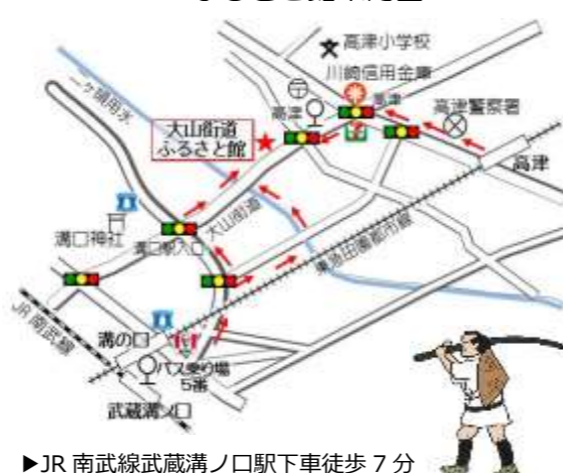 高津小学校
川崎信用金庫
高津
高津
高津警察署
高津
二ヶ領用水
大山街道
ふるさと館
溝口神社
溝口駅入口
大山街道
東急田園都市線
JR 南武線
溝の口
バス乗り場
5番
武蔵溝ノ口
▶JR 南武線武蔵溝ノ口駅下車徒歩 7 分